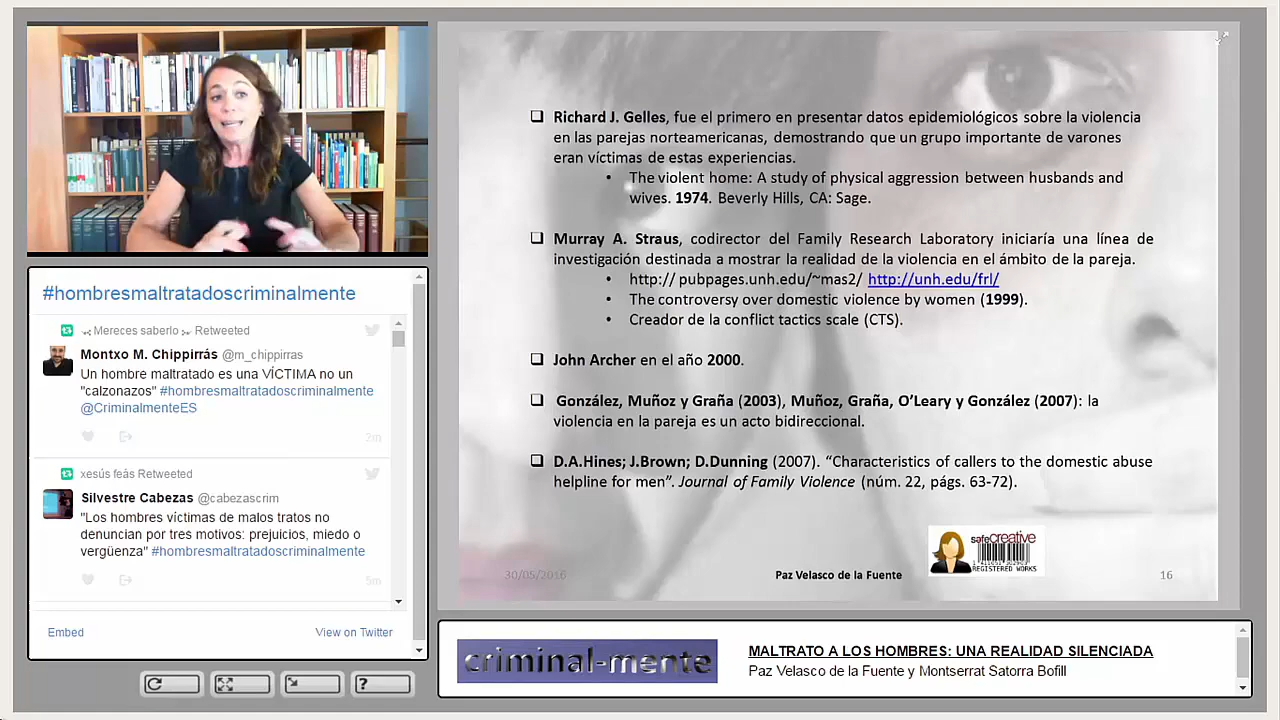 #hombresmaltratadoscriminalmente
Mereces saberlo Retweeted
Montxo M. Chippirrás @m_chippirras
Un hombre maltratado es una VÍCTIMA no un
"calzonazos" #hombresmaltratadoscriminalmente
@CriminalmenteES
2m
xesús feás Retweeted
Silvestre Cabezas @cabezascrim
"Los hombres víctimas de malos tratos no
denuncian por tres motivos: prejuicios, miedo o
vergüenza" #hombresmaltratadoscriminalmente
5m
Embed View on Twitter
?
❑ Richard J. Gelles, fue el primero en presentar datos epidemiológicos sobre la violencia
en las parejas norteamericanas, demostrando que un grupo importante de varones
eran víctimas de estas experiencias.
• The violent home: A study of physical aggression between husbands and
wives. 1974. Beverly Hills, CA: Sage.
❑ Murray A. Straus, codirector del Family Research Laboratory iniciaría una línea de
investigación destinada a mostrar la realidad de la violencia en el ámbito de la pareja.
• http:// pubpages.unh.edu/~mas2/ http://unh.edu/frl/
• The controversy over domestic violence by women (1999).
• Creador de la conflict tactics scale (CTS).
❑ John Archer en el año 2000.
❑ González, Muñoz y Graña (2003), Muñoz, Graña, O’Leary y González (2007): la
violencia en la pareja es un acto bidireccional.
❑ D.A.Hines; J.Brown; D.Dunning (2007). “Characteristics of callers to the domestic abuse
helpline for men”. Journal of Family Violence (núm. 22, págs. 63-72).
safeCreative
REGISTERED WORKS
30/05/2016 Paz Velasco de la Fuente 16
criminal-mente
MALTRATO A LOS HOMBRES: UNA REALIDAD SILENCIADA
Paz Velasco de la Fuente y Montserrat Satorra Bofill